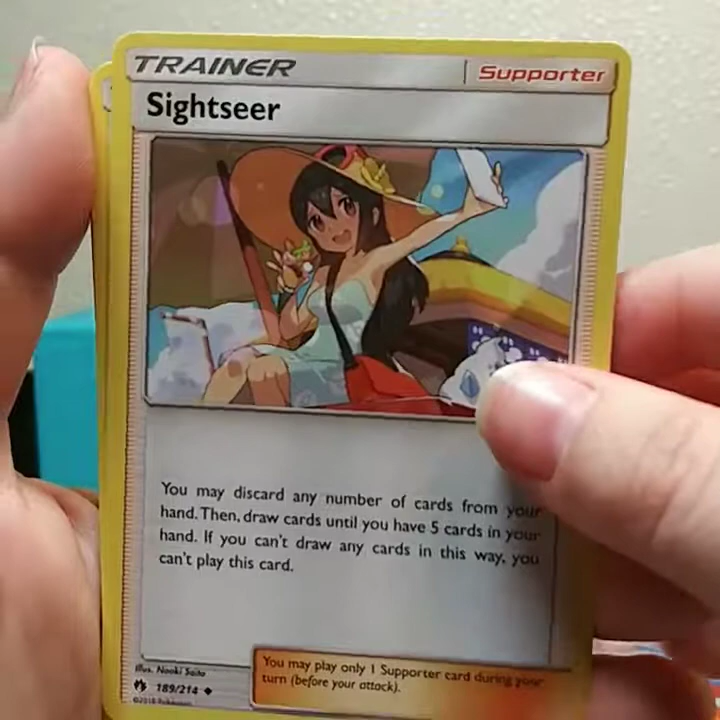 TRAINER Supporter
Sightseer
You may discard any number of cards from your
hand. Then, draw cards until you have 5 cards in your
hand. If you can't draw any cards in this way, you
can't play this card.
Illus. Naoki Saito
189/214
©2018 Pokémon
You may play only 1 Supporter card during your
turn (before your attack).